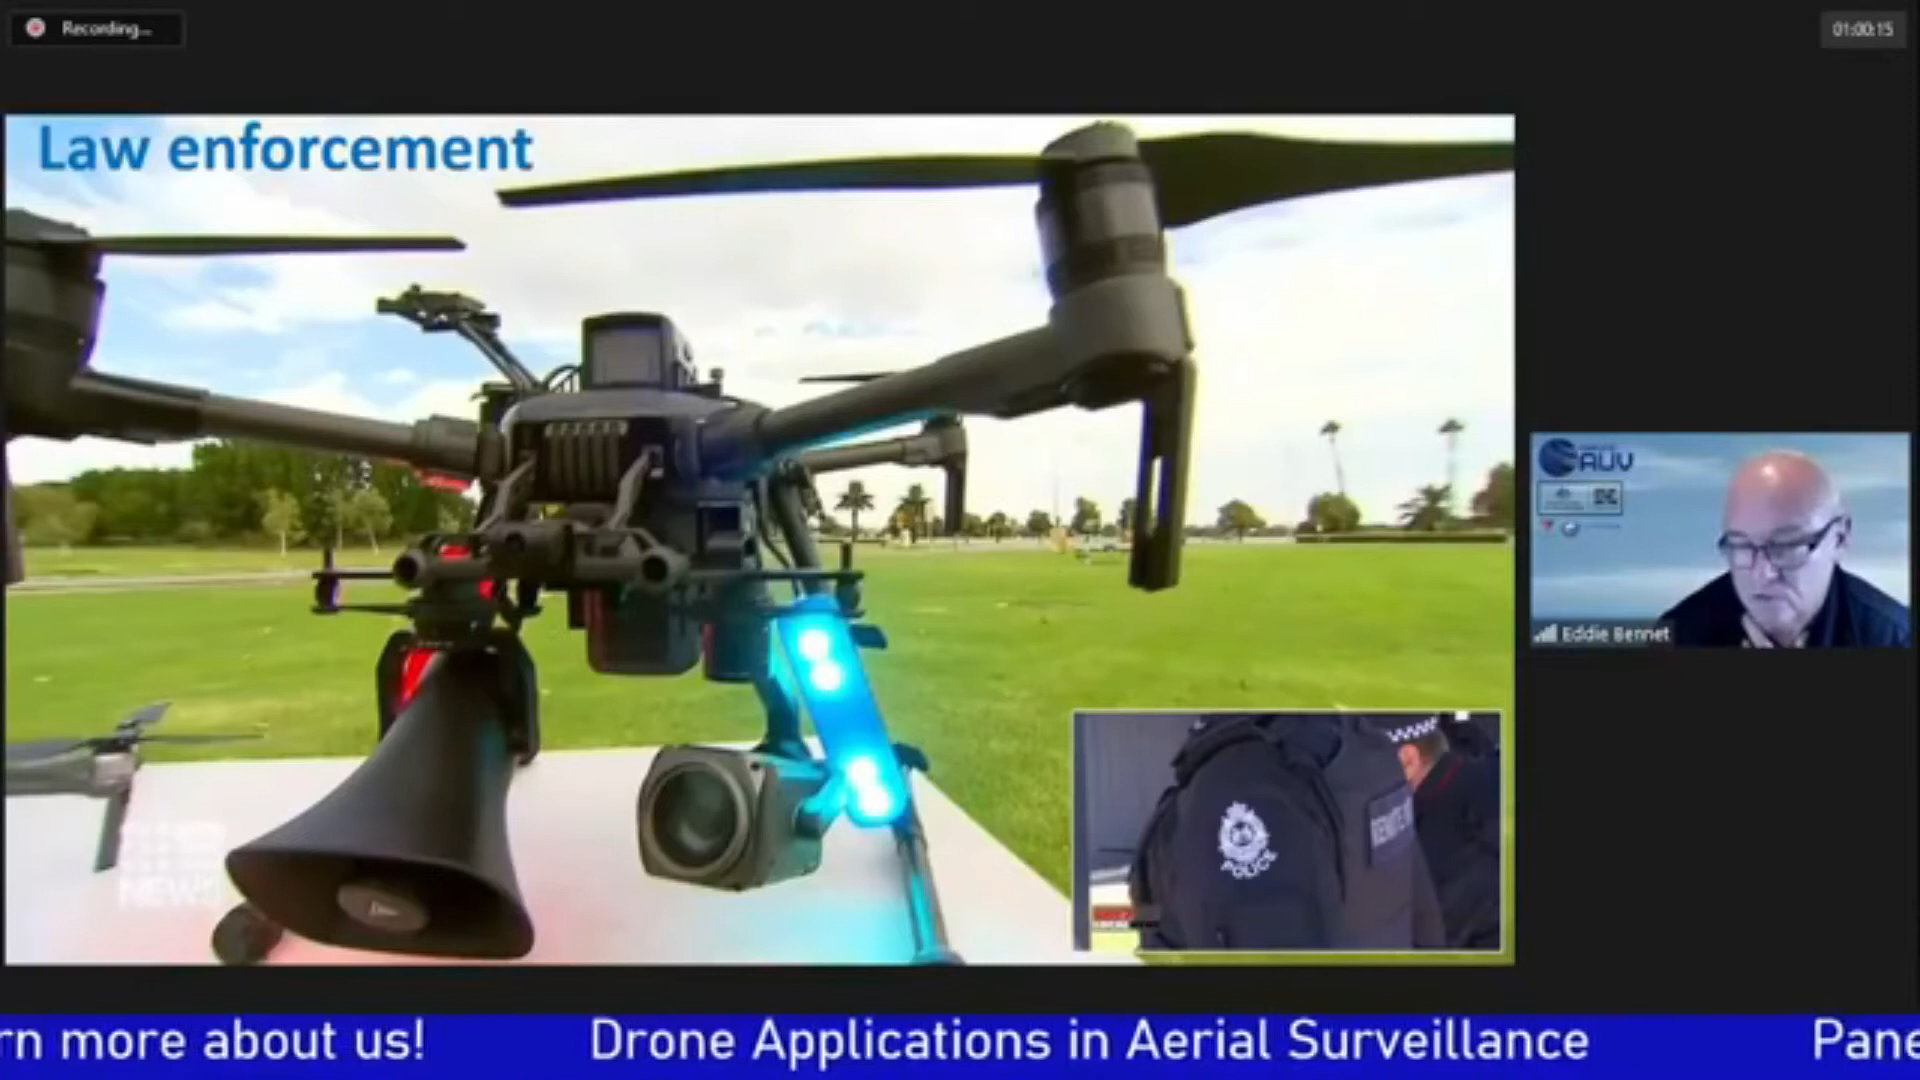 Recording...
01:00:15
Law enforcement
AUV
Eddie Bennet
POLICE
NEWS
rn more about us!
Drone Applications in Aerial Surveillance
Pane